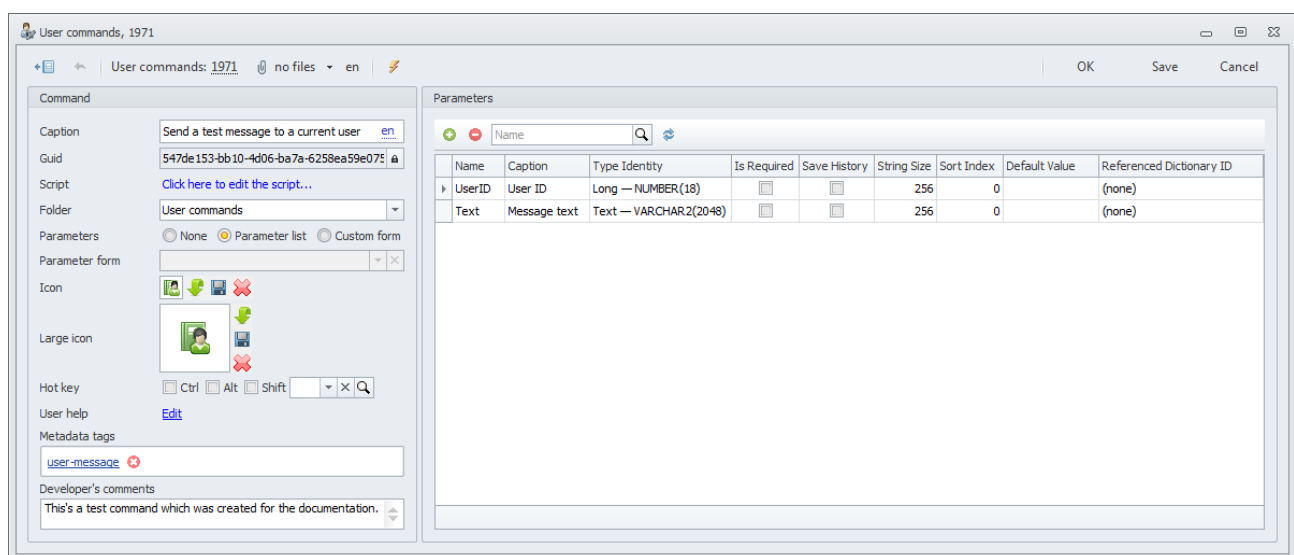 User commands, 1971
User commands: 1971 no files en OK Save Cancel
Command
Caption Send a test message to a current user en
Guid 547de153-bb10-4d06-ba7a-6258ea59e075
Script Click here to edit the script...
Folder User commands
Parameters None Parameter list Custom form
Parameter form
Icon
Large icon
Hot key Ctrl Alt Shift
User help Edit
Metadata tags
user-message
Developer's comments
This's a test command which was created for the documentation.
Parameters
Name
Name Caption Type Identity Is Required Save History String Size Sort Index Default Value Referenced Dictionary ID
UserID User ID Long — NUMBER(18) 256 0 (none)
Text Message text Text — VARCHAR2(2048) 256 0 (none)